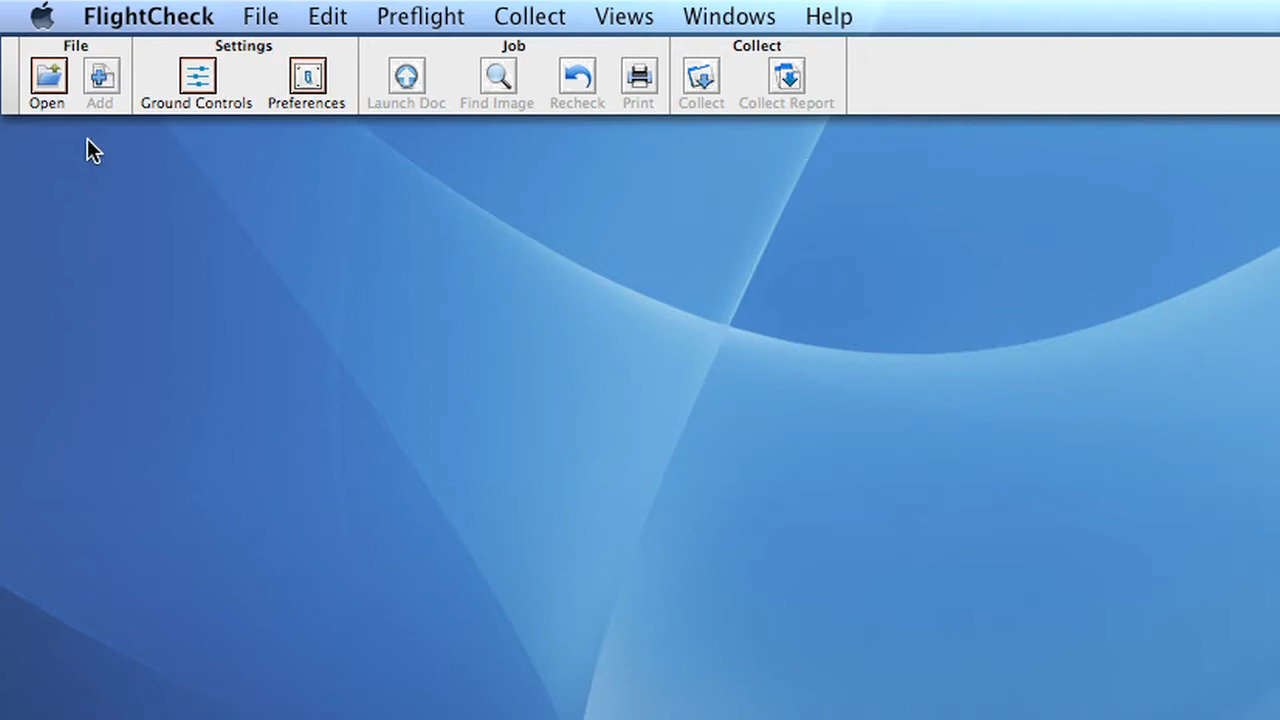 FlightCheck File Edit Preflight Collect Views Windows Help
File Settings Job Collect
Open Add Ground Controls Preferences Launch Doc Find Image Recheck Print Collect Collect Report